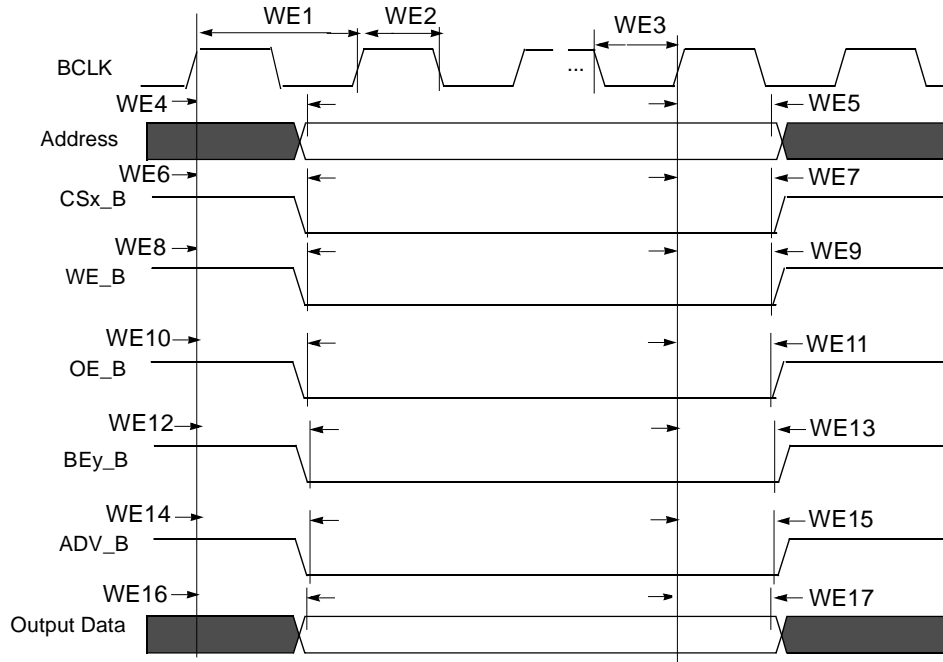 WE1
WE2
WE3
BCLK
...
WE4
WE5
Address
WE6
WE7
CSx_B
WE8
WE9
WE_B
WE10
WE11
OE_B
WE12
WE13
BEy_B
WE14
WE15
ADV_B
WE16
WE17
Output Data